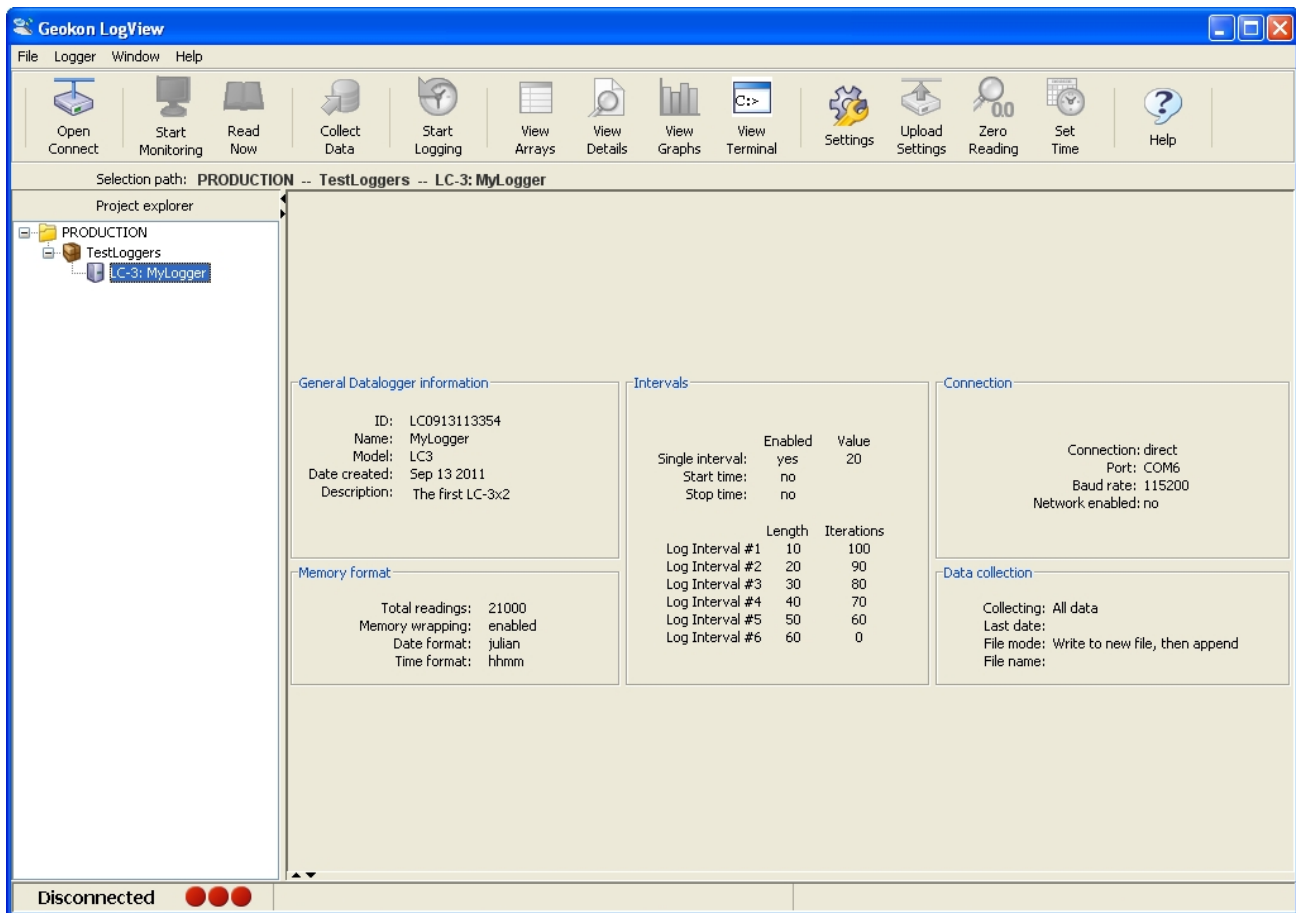 Geokon LogView
File Logger Window Help
Open Connect
Start Monitoring
Read Now
Collect Data
Start Logging
View Arrays
View Details
View Graphs
C:>
View Terminal
Settings
Upload Settings
0.0
Zero Reading
Set Time
?
Help
Selection path: PRODUCTION -- TestLoggers -- LC-3: MyLogger
Project explorer
PRODUCTION
TestLoggers
LC-3: MyLogger
General Datalogger information
ID: LC0913113354
Name: MyLogger
Model: LC3
Date created: Sep 13 2011
Description: The first LC-3x2
Memory format
Total readings: 21000
Memory wrapping: enabled
Date format: julian
Time format: hhmm
Intervals
Enabled Value
Single interval: yes 20
Start time: no
Stop time: no
Length Iterations
Log Interval #1 10 100
Log Interval #2 20 90
Log Interval #3 30 80
Log Interval #4 40 70
Log Interval #5 50 60
Log Interval #6 60 0
Connection
Connection: direct
Port: COM6
Baud rate: 115200
Network enabled: no
Data collection
Collecting: All data
Last date:
File mode: Write to new file, then append
File name:
Disconnected